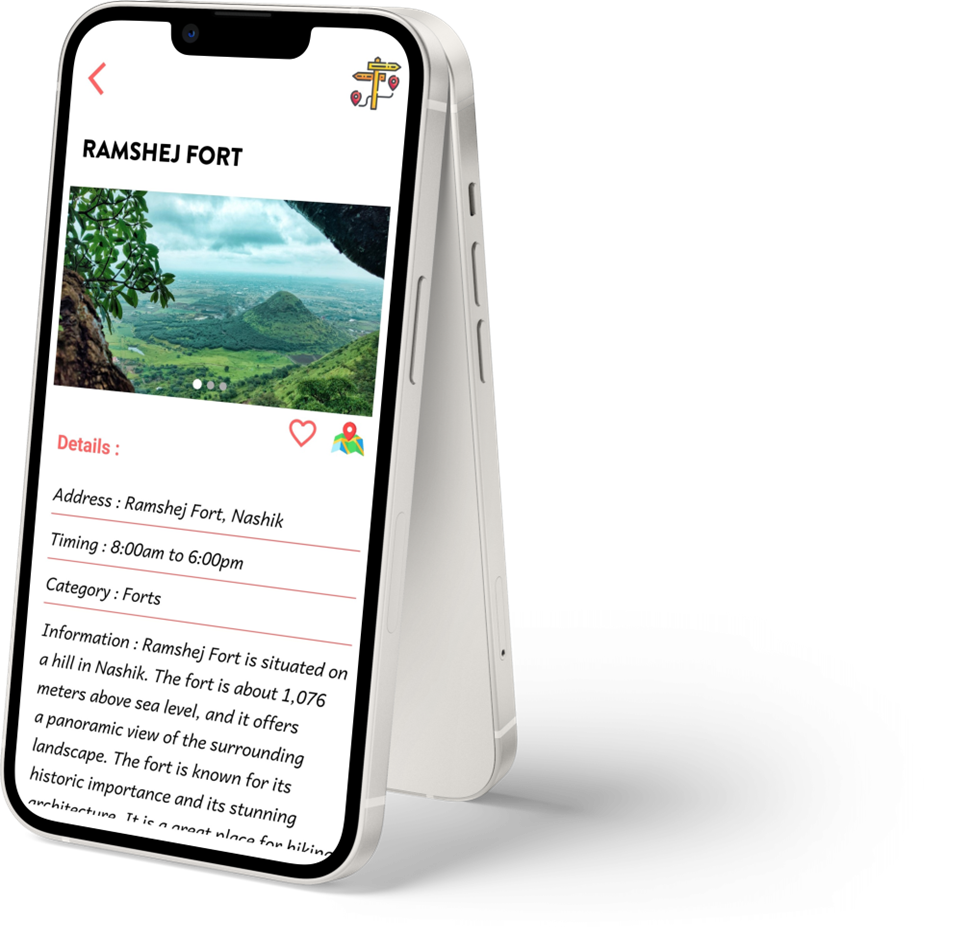 RAMSHEJ FORT
Details :
Address : Ramshej Fort, Nashik
Timing : 8:00am to 6:00pm
Category : Forts
Information : Ramshej Fort is situated on
a hill in Nashik. The fort is about 1,076
meters above sea level, and it offers
a panoramic view of the surrounding
landscape. The fort is known for its
historic importance and its stunning
architecture. It is a great place for hiking